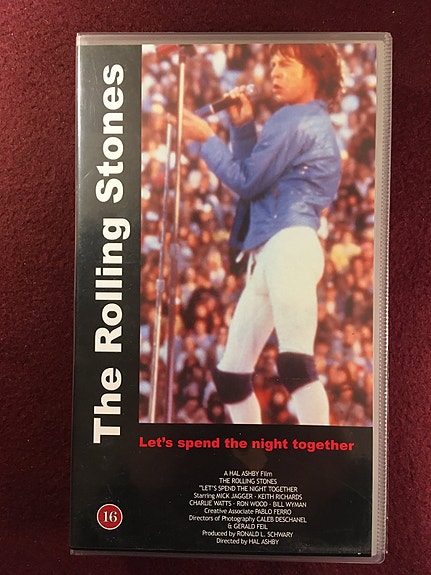 The Rolling Stones
Let's spend the night together
A HAL ASHBY Film
THE ROLLING STONES
"LET'S SPEND THE NIGHT TOGETHER
Starring MICK JAGGER - KEITH RICHARDS
CHARLIE WATTS - RON WOOD - BILL WYMAN
Creative Associate PABLO FERRO
Directors of Photography CALEB DESCHANEL
& GERALD FEIL
Produced by RONALD L. SCHWARY
Directed by HAL ASHBY
16